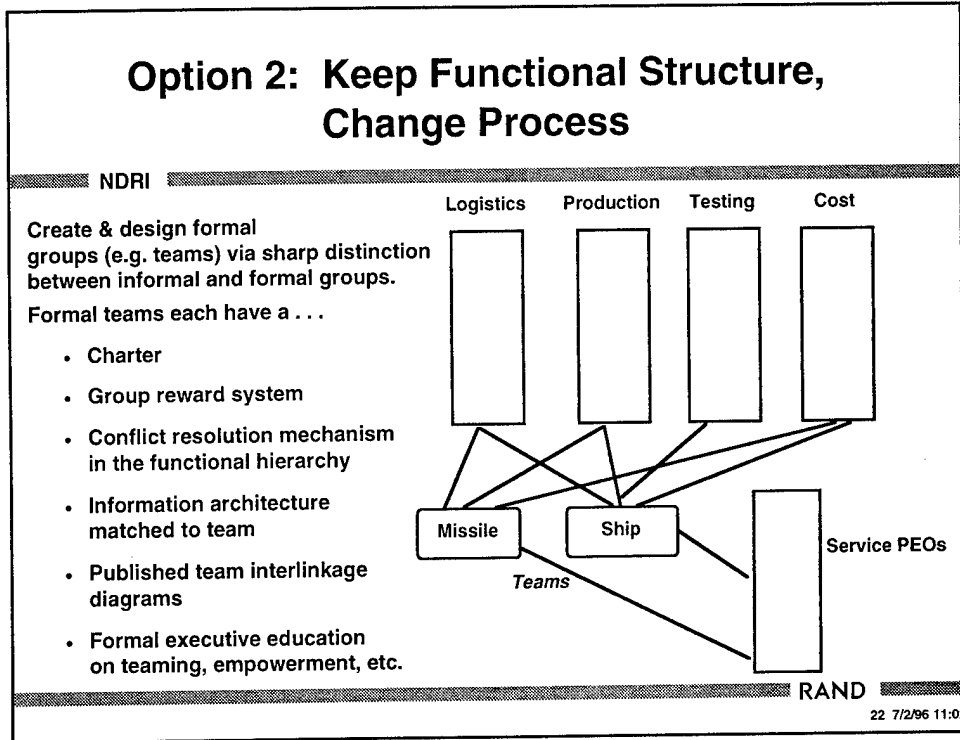 Option 2: Keep Functional Structure,
Change Process
NDRI
Create & design formal
groups (e.g. teams) via sharp distinction
between informal and formal groups.
Formal teams each have a . . .
• Charter
• Group reward system
• Conflict resolution mechanism
in the functional hierarchy
• Information architecture
matched to team
• Published team interlinkage
diagrams
• Formal executive education
on teaming, empowerment, etc.
Logistics Production Testing Cost
Missile Ship
Teams
Service PEOs
RAND
22 7/2/96 11:0